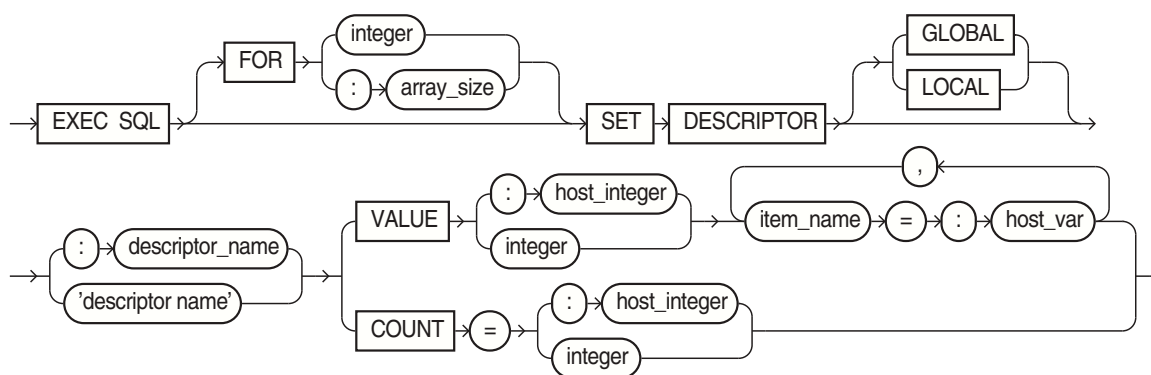 integer
GLOBAL
FOR
: array_size
LOCAL
EXEC SQL SET DESCRIPTOR
,
: host_integer
VALUE
item_name = : host_var
: descriptor_name
integer
'descriptor name'
: host_integer
COUNT =
integer